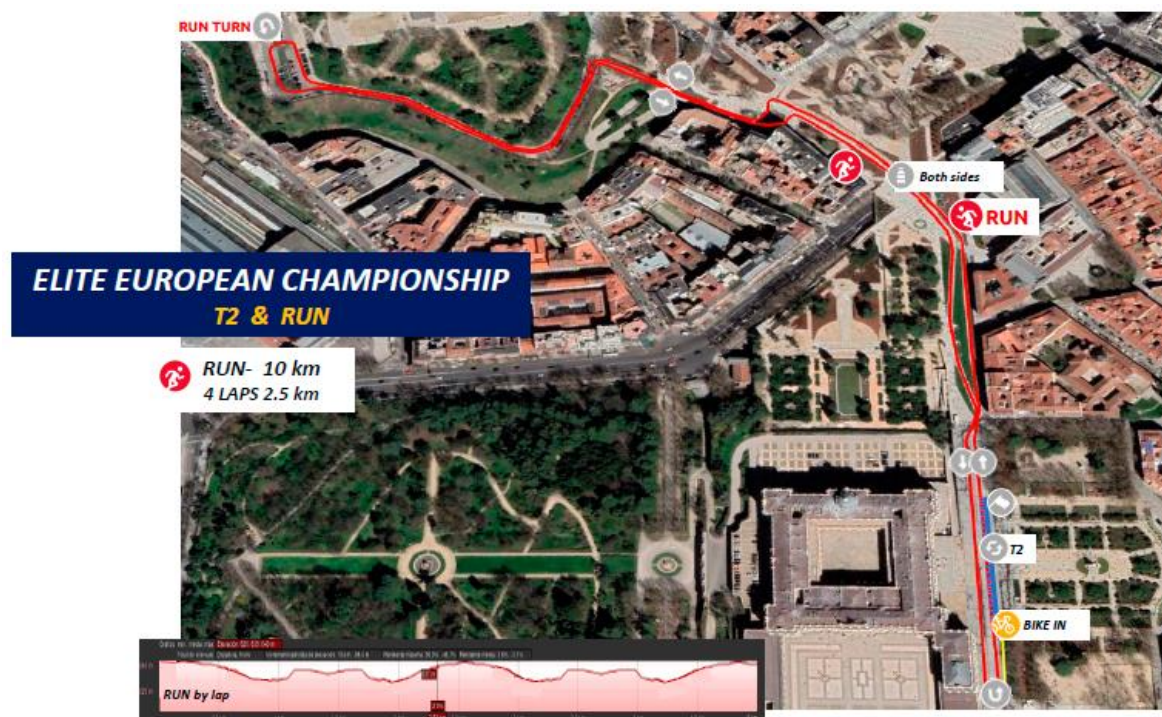 RUN TURN
Both sides
RUN
ELITE EUROPEAN CHAMPIONSHIP
T2 & RUN
RUN- 10 km
4 LAPS 2.5 km
T2
BIKE IN
RUN by lap